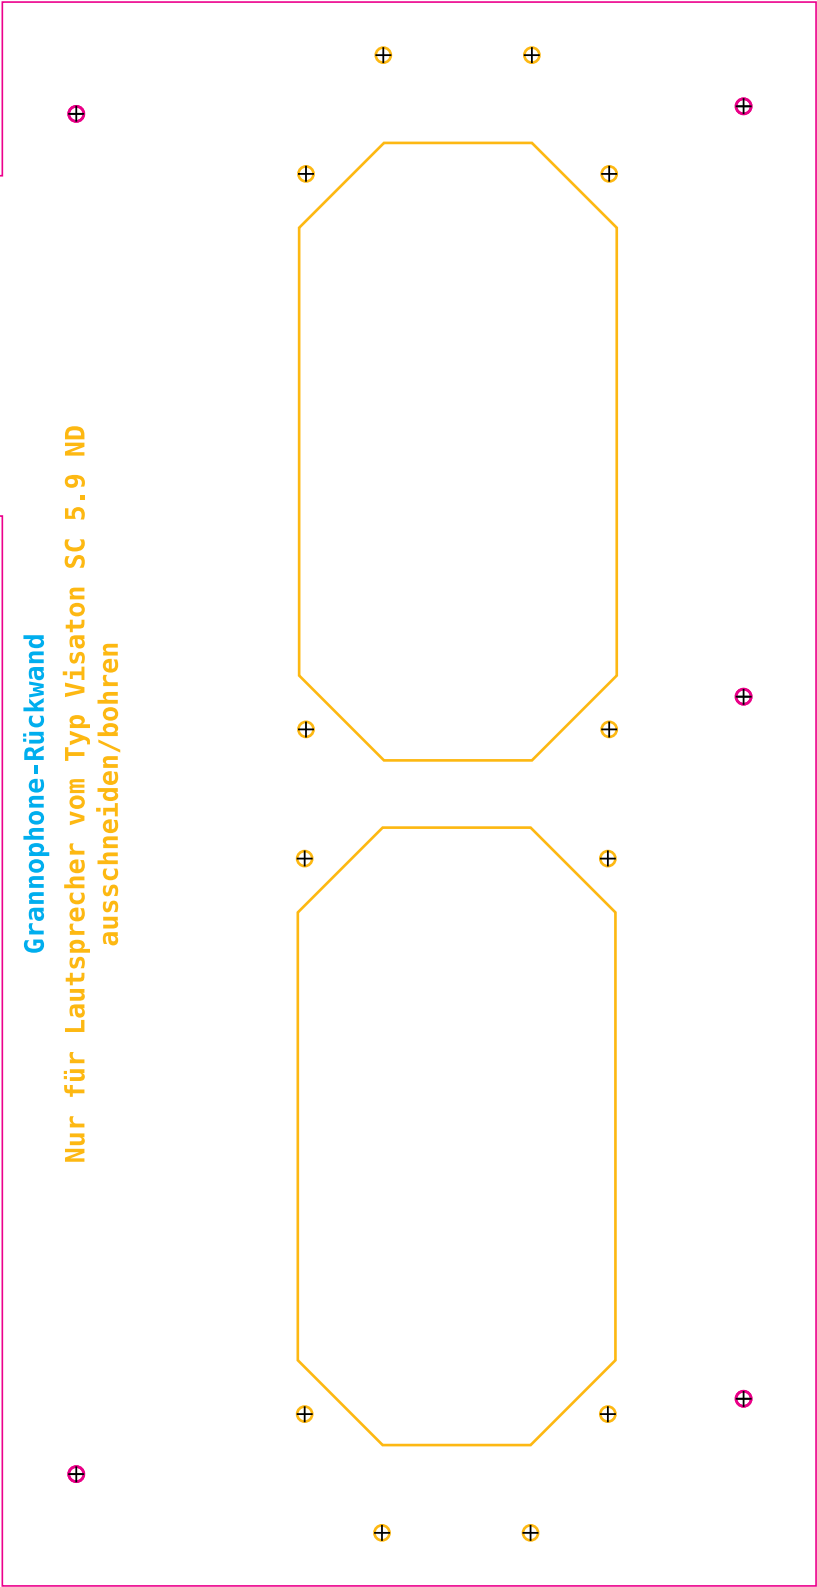 Grannophone-Rückwand
Nur für Lautsprecher vom Typ Visaton SC 5.9 ND
ausschneiden/bohren